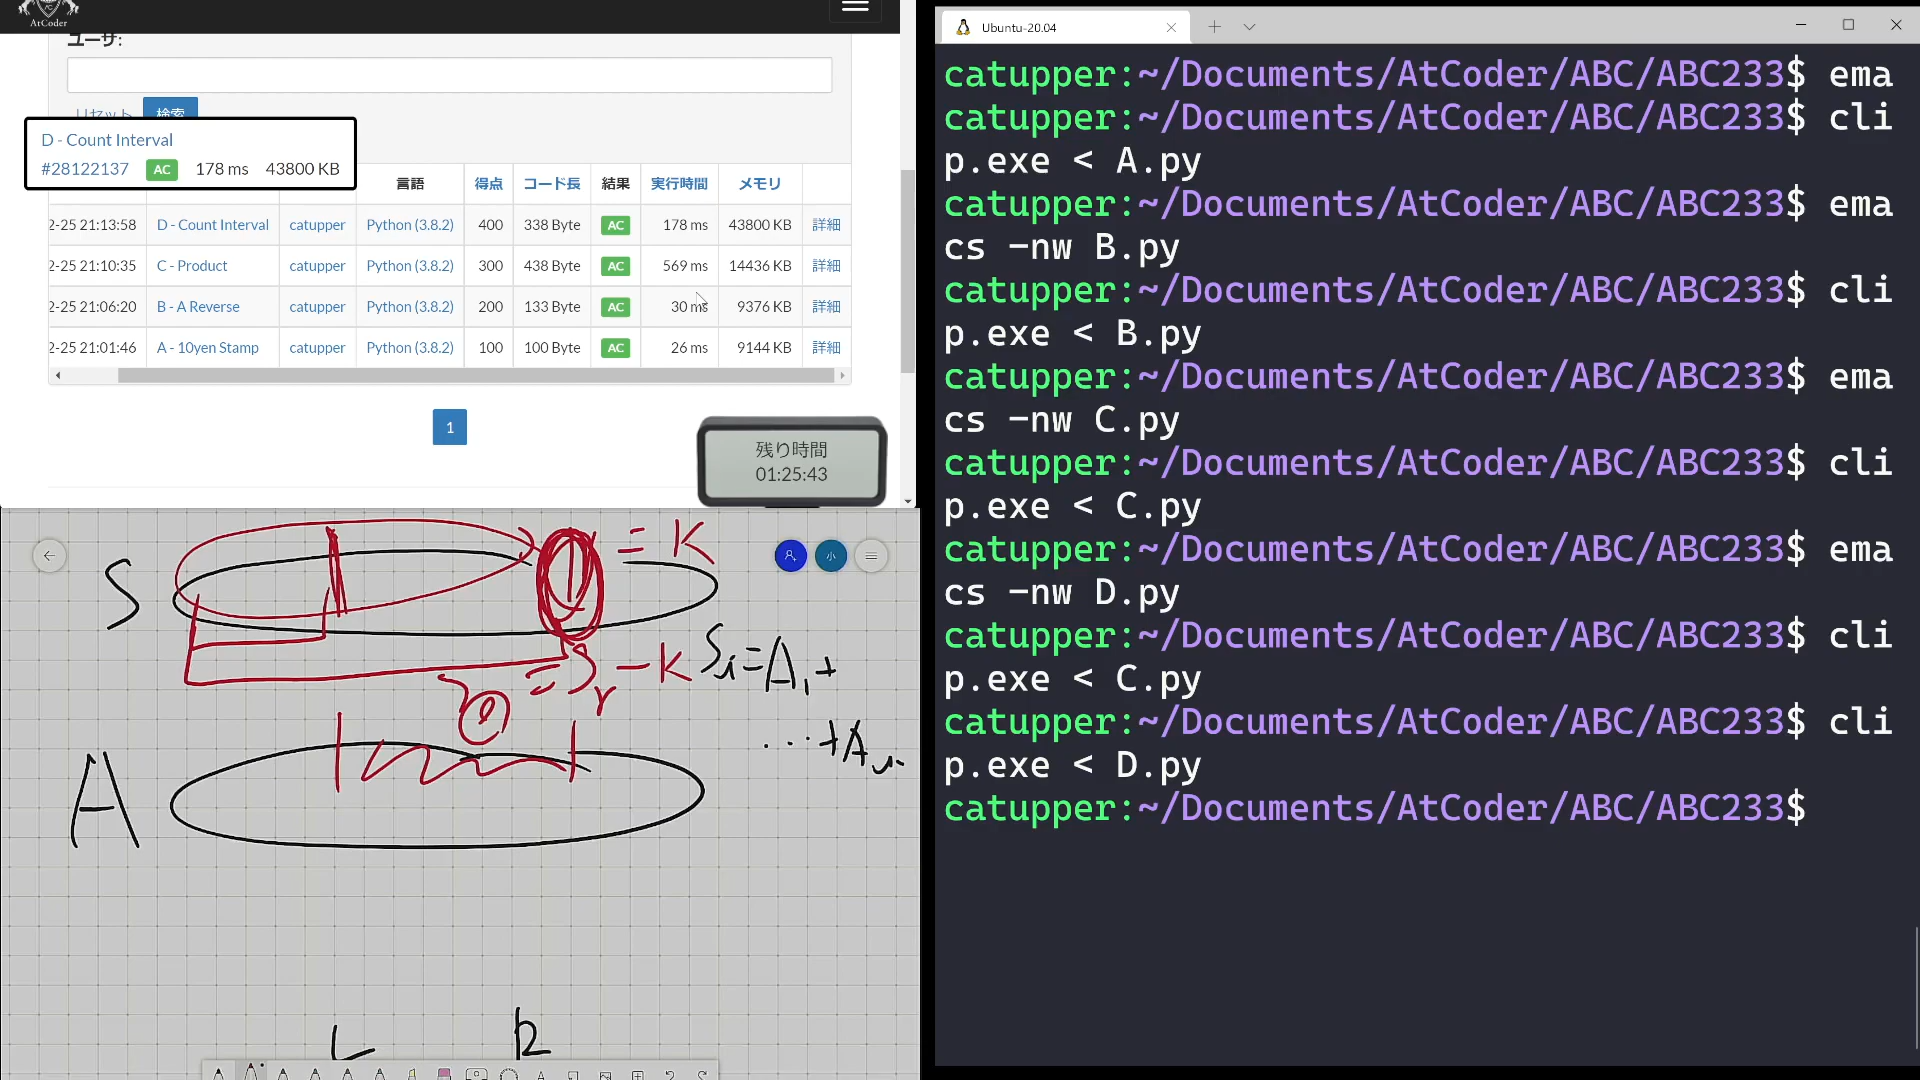 AtCoder
ユーザ:
リセット 検索
D - Count Interval
#28122137 AC 178 ms 43800 KB
言語 得点 コード長 結果 実行時間 メモリ
2-25 21:13:58 D - Count Interval catupper Python (3.8.2) 400 338 Byte AC 178 ms 43800 KB 詳細
2-25 21:10:35 C - Product catupper Python (3.8.2) 300 438 Byte AC 569 ms 14436 KB 詳細
2-25 21:06:20 B - A Reverse catupper Python (3.8.2) 200 133 Byte AC 30 ms 9376 KB 詳細
2-25 21:01:46 A - 10yen Stamp catupper Python (3.8.2) 100 100 Byte AC 26 ms 9144 KB 詳細
1
残り時間
01:25:43
S
= K
= Sr - K
Si = A1 +
... + Ai
A
L R
Ubuntu-20.04
catupper:~/Documents/AtCoder/ABC/ABC233$ ema
catupper:~/Documents/AtCoder/ABC/ABC233$ cli
p.exe < A.py
catupper:~/Documents/AtCoder/ABC/ABC233$ ema
cs -nw B.py
catupper:~/Documents/AtCoder/ABC/ABC233$ cli
p.exe < B.py
catupper:~/Documents/AtCoder/ABC/ABC233$ ema
cs -nw C.py
catupper:~/Documents/AtCoder/ABC/ABC233$ cli
p.exe < C.py
catupper:~/Documents/AtCoder/ABC/ABC233$ ema
cs -nw D.py
catupper:~/Documents/AtCoder/ABC/ABC233$ cli
p.exe < C.py
catupper:~/Documents/AtCoder/ABC/ABC233$ cli
p.exe < D.py
catupper:~/Documents/AtCoder/ABC/ABC233$